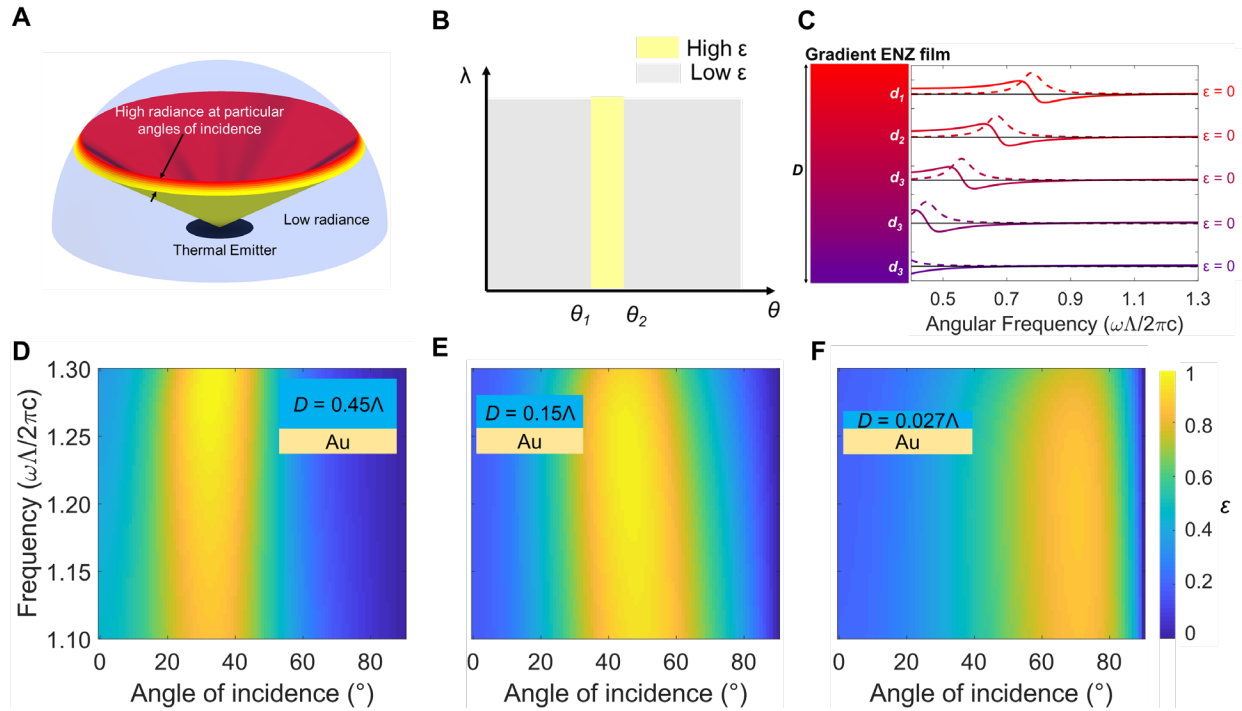 A
High radiance at particular
angles of incidence
Low radiance
Thermal Emitter
B
High ε
Low ε
λ
θ1
θ2
θ
C
Gradient ENZ film
D
d1
d2
d3
d3
d3
ε = 0
ε = 0
ε = 0
ε = 0
ε = 0
0.5 0.7 0.9 1.1 1.3
Angular Frequency (ωΛ/2πc)
D
1.30
1.25
1.20
1.15
1.10
Frequency (ωΛ/2πc)
D = 0.45Λ
Au
0 20 40 60 80
Angle of incidence (°)
E
D = 0.15Λ
Au
0 20 40 60 80
Angle of incidence (°)
F
D = 0.027Λ
Au
0 20 40 60 80
Angle of incidence (°)
1
0.8
0.6
0.4
0.2
0
ε